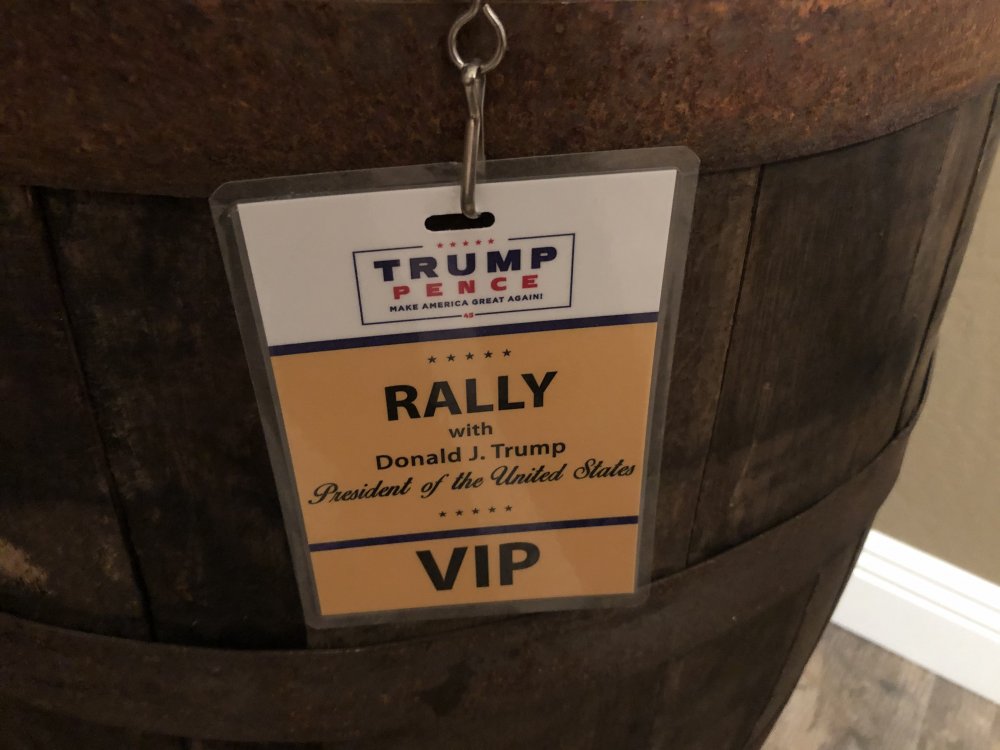 TRUMP
PENCE
MAKE AMERICA GREAT AGAIN!
45
RALLY
with
Donald J. Trump
President of the United States
VIP